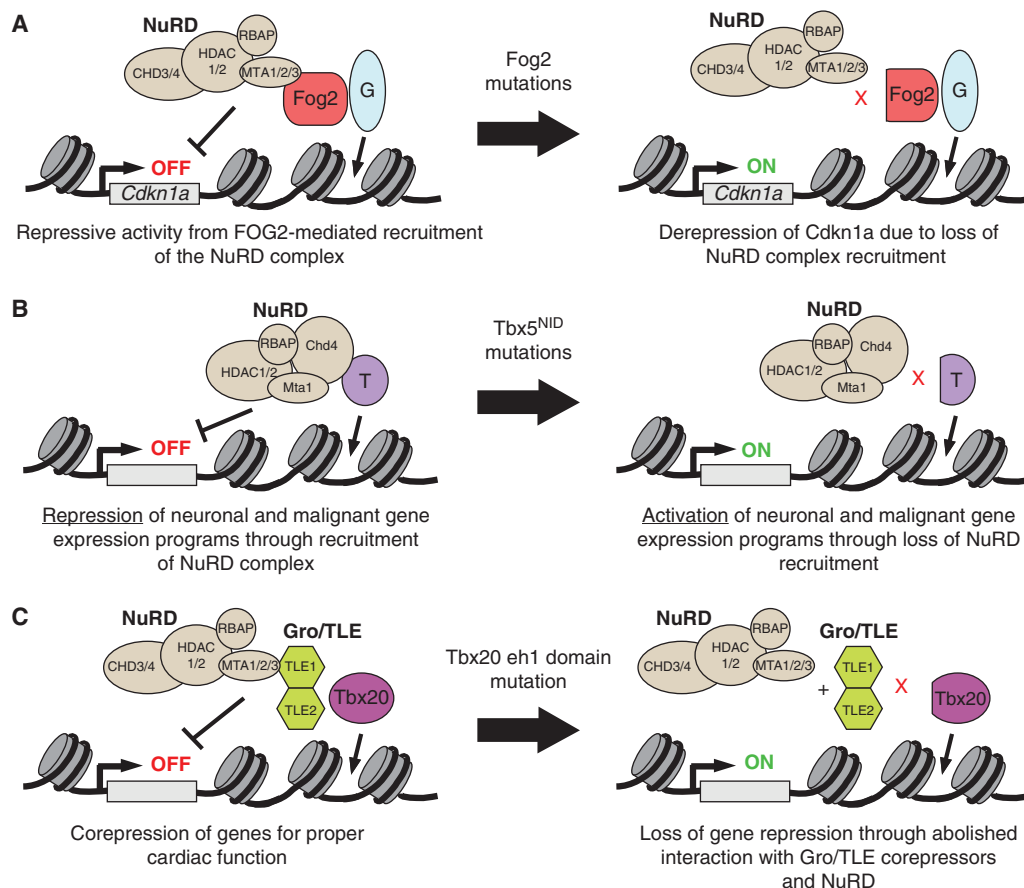 A
NuRD
RBAP
HDAC
1/2
CHD3/4
MTA1/2/3
Fog2
G
OFF
Cdkn1a
Repressive activity from FOG2-mediated recruitment
of the NuRD complex
Fog2
mutations
NuRD
RBAP
HDAC
1/2
CHD3/4
MTA1/2/3
X
Fog2
G
ON
Cdkn1a
Derepression of Cdkn1a due to loss of
NuRD complex recruitment
B
NuRD
RBAP
Chd4
HDAC1/2
Mta1
T
OFF
Repression of neuronal and malignant gene
expression programs through recruitment
of NuRD complex
Tbx5NID
mutations
NuRD
RBAP
Chd4
HDAC1/2
Mta1
X
T
ON
Activation of neuronal and malignant gene
expression programs through loss of NuRD
recruitment
C
NuRD
RBAP
Gro/TLE
HDAC
1/2
CHD3/4
MTA1/2/3
TLE1
TLE2
Tbx20
OFF
Corepression of genes for proper
cardiac function
Tbx20 eh1 domain
mutation
NuRD
RBAP
Gro/TLE
HDAC
1/2
CHD3/4
MTA1/2/3
+
TLE1
TLE2
X
Tbx20
ON
Loss of gene repression through abolished
interaction with Gro/TLE corepressors
and NuRD